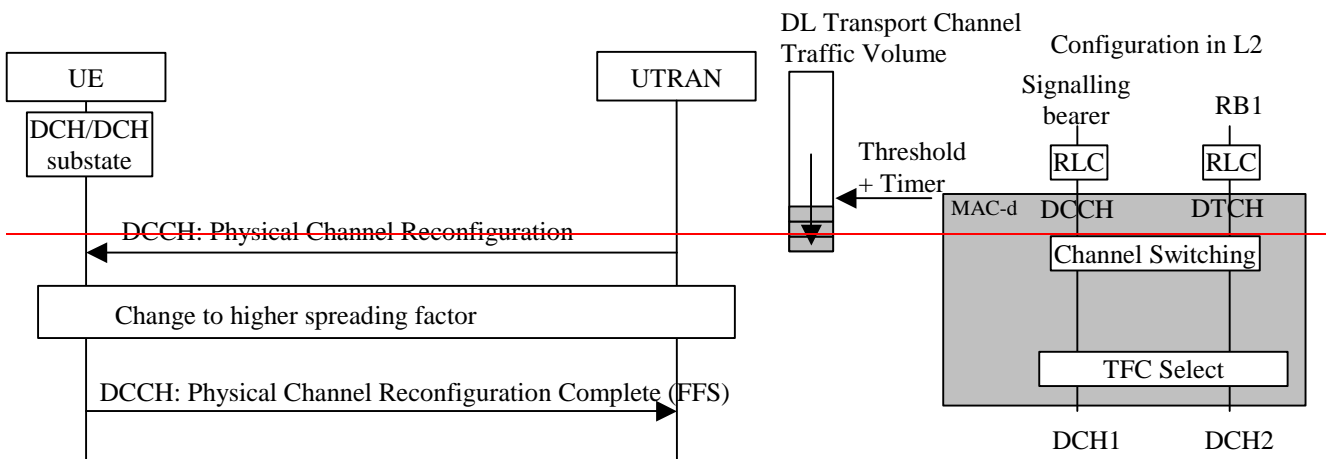 DL Transport Channel
Traffic Volume
Configuration in L2
UE
UTRAN
Signalling
bearer
RB1
DCH/DCH
substate
Threshold
+ Timer
RLC
RLC
MAC-d
DCCH
DTCH
DCCH: Physical Channel Reconfiguration
Channel Switching
Change to higher spreading factor
TFC Select
DCCH: Physical Channel Reconfiguration Complete (FFS)
DCH1
DCH2